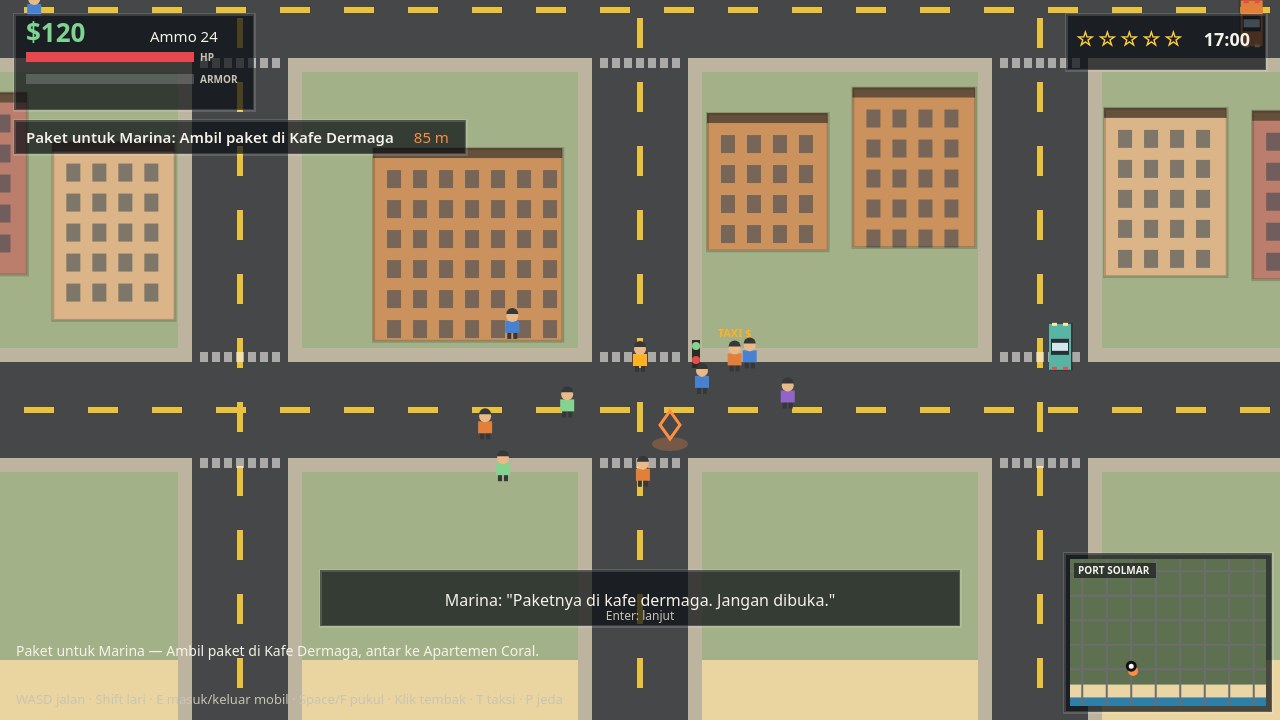 $120
Ammo 24
HP
ARMOR
17:00
Paket untuk Marina: Ambil paket di Kafe Dermaga 85 m
TAXI $
PORT SOLMAR
Marina: "Paketnya di kafe dermaga. Jangan dibuka."
Enter: lanjut
Paket untuk Marina — Ambil paket di Kafe Dermaga, antar ke Apartemen Coral.
WASD jalan · Shift lari · E masuk/keluar mobil · Space/F pukul · Klik tembak · T taksi · P jeda